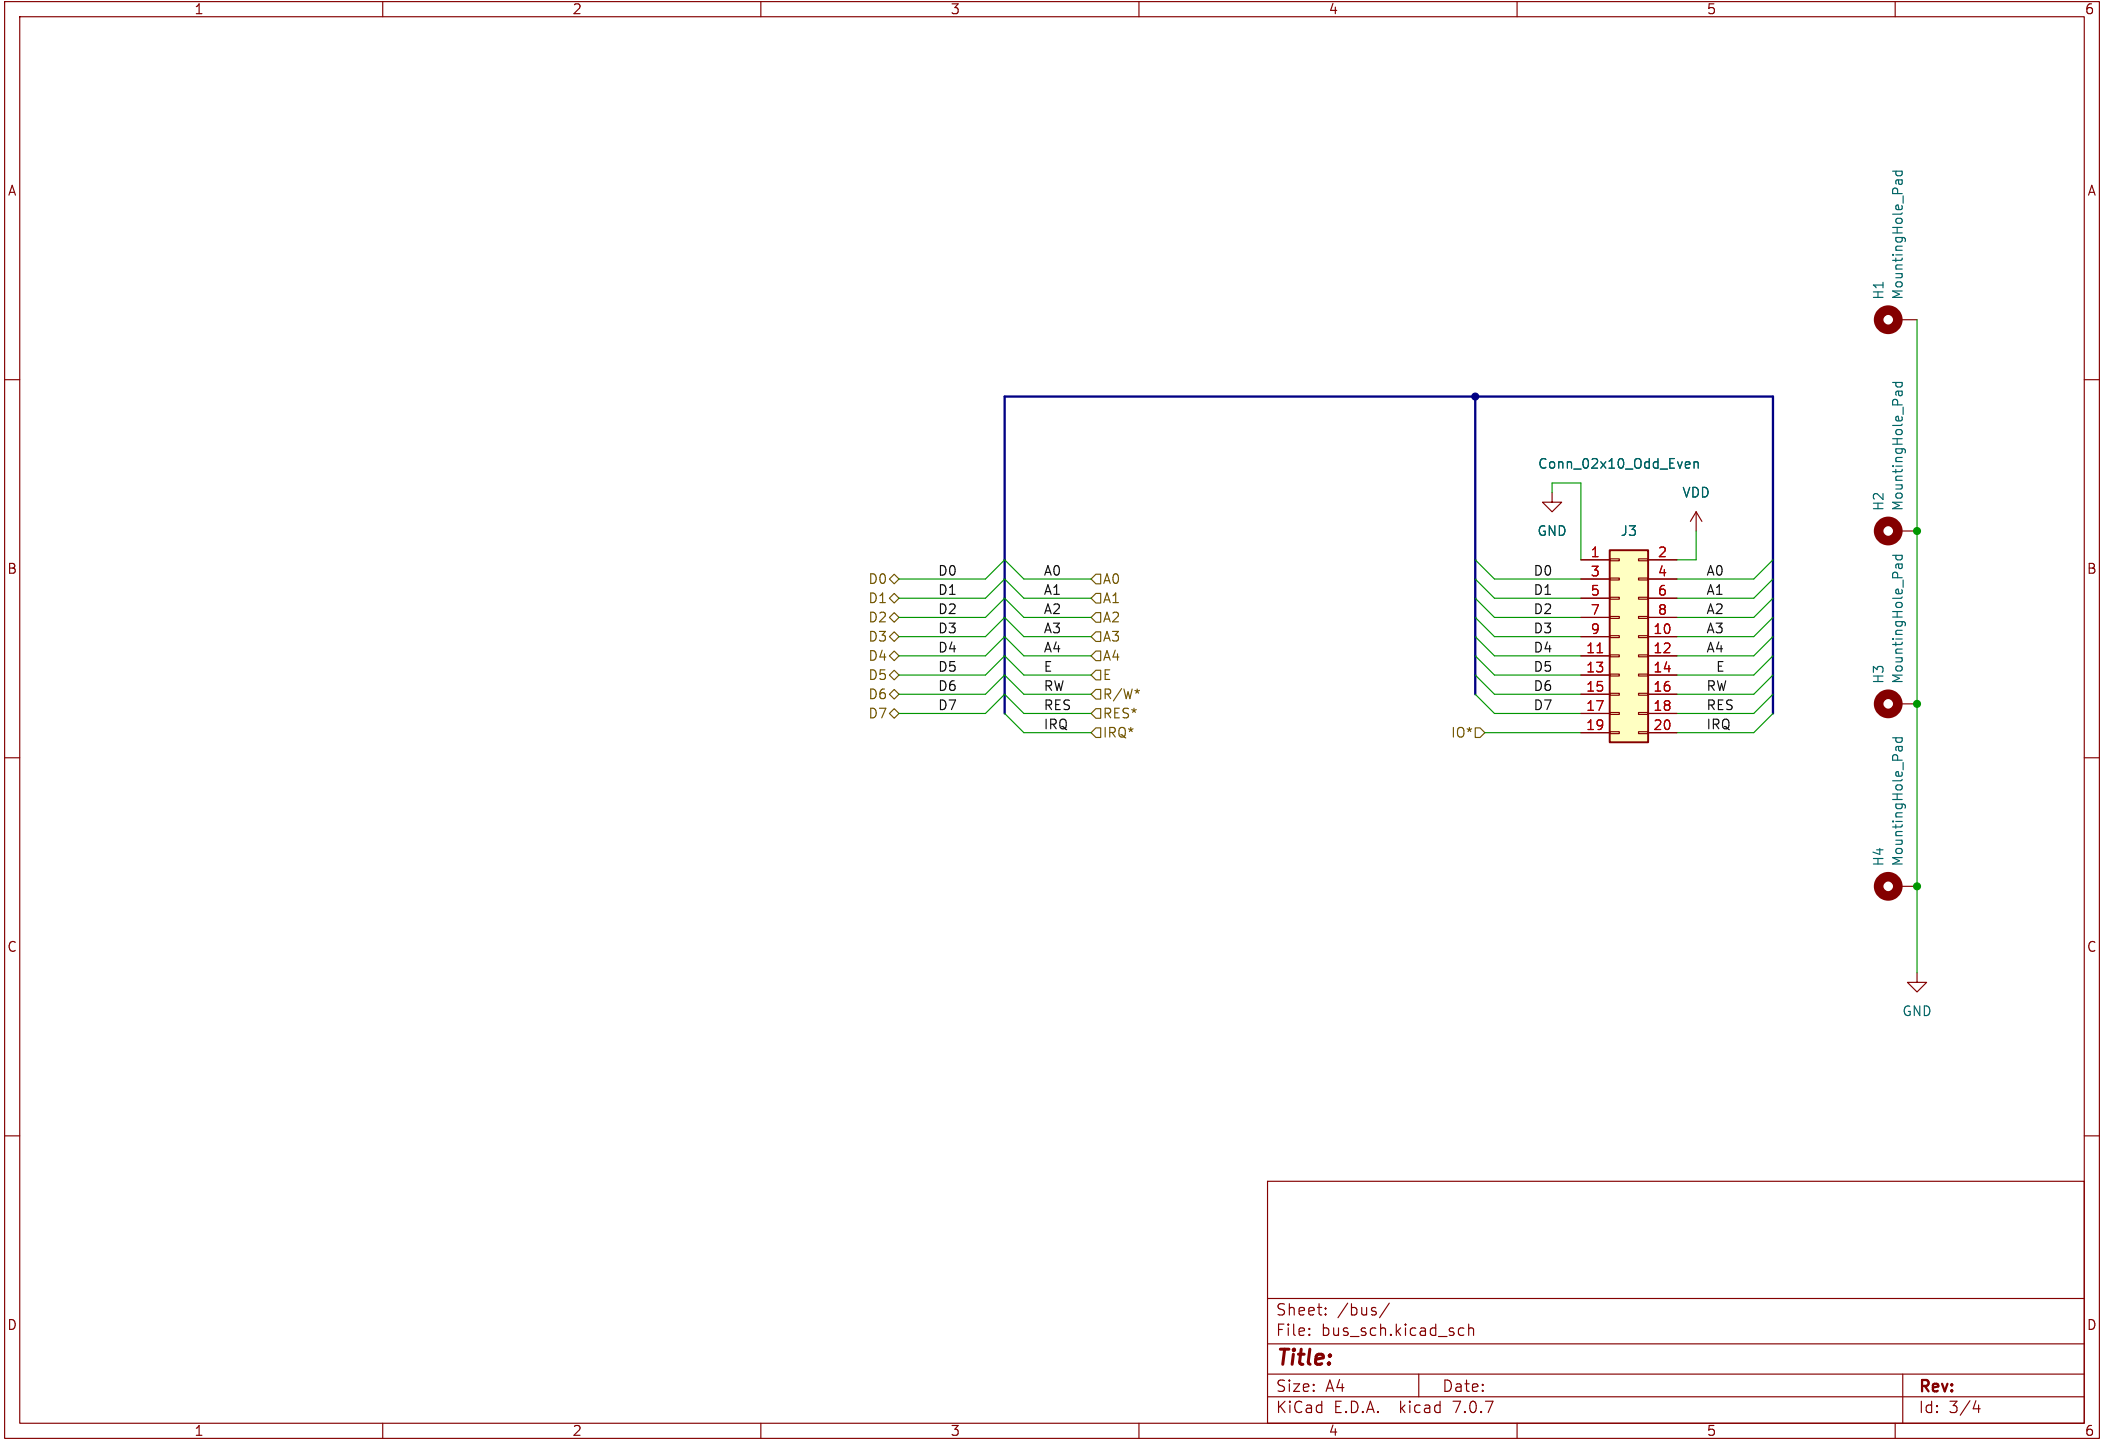 1 2 3 4 5 6
A A
B B
C C
D D
H1
MountingHole_Pad
H2
MountingHole_Pad
H3
MountingHole_Pad
H4
MountingHole_Pad
GND
Conn_02x10_Odd_Even
VDD
GND
J3
1 2
D0 3 4 A0
D1 5 6 A1
D2 7 8 A2
D3 9 10 A3
D4 11 12 A4
D5 13 14 E
D6 15 16 RW
D7 17 18 RES
IO* 19 20 IRQ
D0 D0 A0 A0
D1 D1 A1 A1
D2 D2 A2 A2
D3 D3 A3 A3
D4 D4 A4 A4
D5 D5 E E
D6 D6 RW R/W*
D7 D7 RES RES*
IRQ IRQ*
Sheet: /bus/
File: bus_sch.kicad_sch
Title:
Size: A4 Date: Rev:
KiCad E.D.A. kicad 7.0.7 Id: 3/4
1 2 3 4 5 6